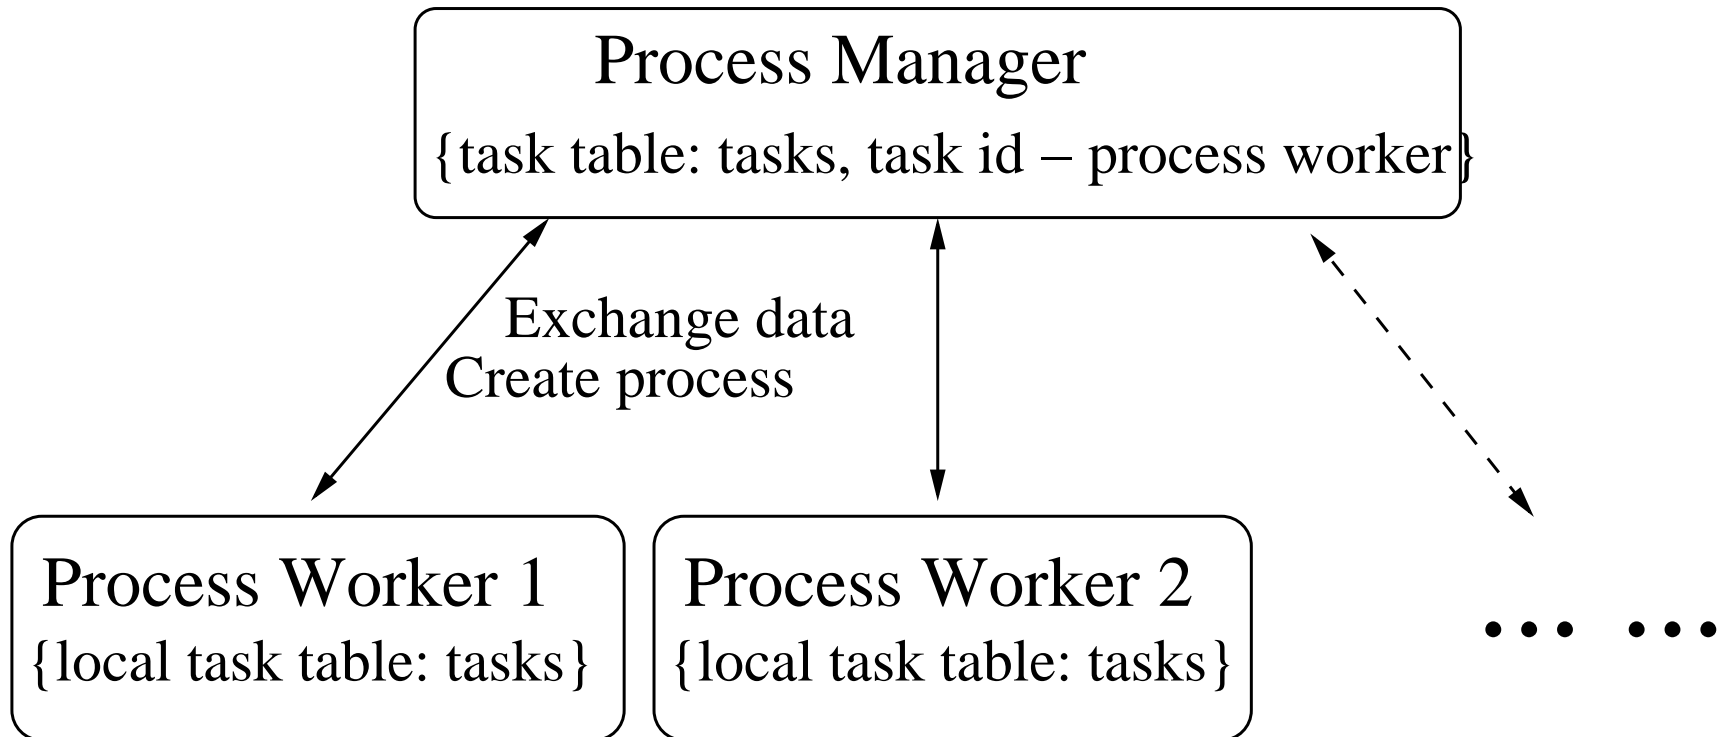 Process Manager
{task table: tasks, task id – process worker}
Exchange data
Create process
Process Worker 1
{local task table: tasks}
Process Worker 2
{local task table: tasks}
••• •••